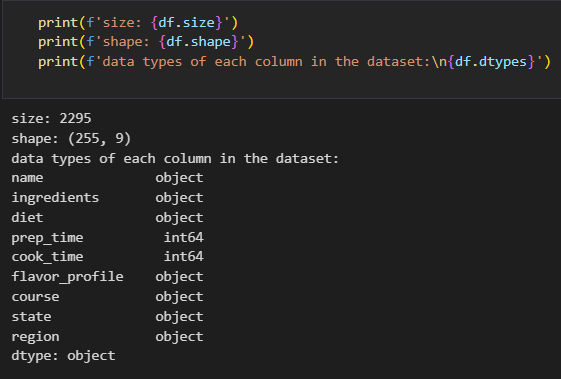 print(f'size: {df.size}')
print(f'shape: {df.shape}')
print(f'data types of each column in the dataset:\n{df.dtypes}')
size: 2295
shape: (255, 9)
data types of each column in the dataset:
name object
ingredients object
diet object
prep_time int64
cook_time int64
flavor_profile object
course object
state object
region object
dtype: object